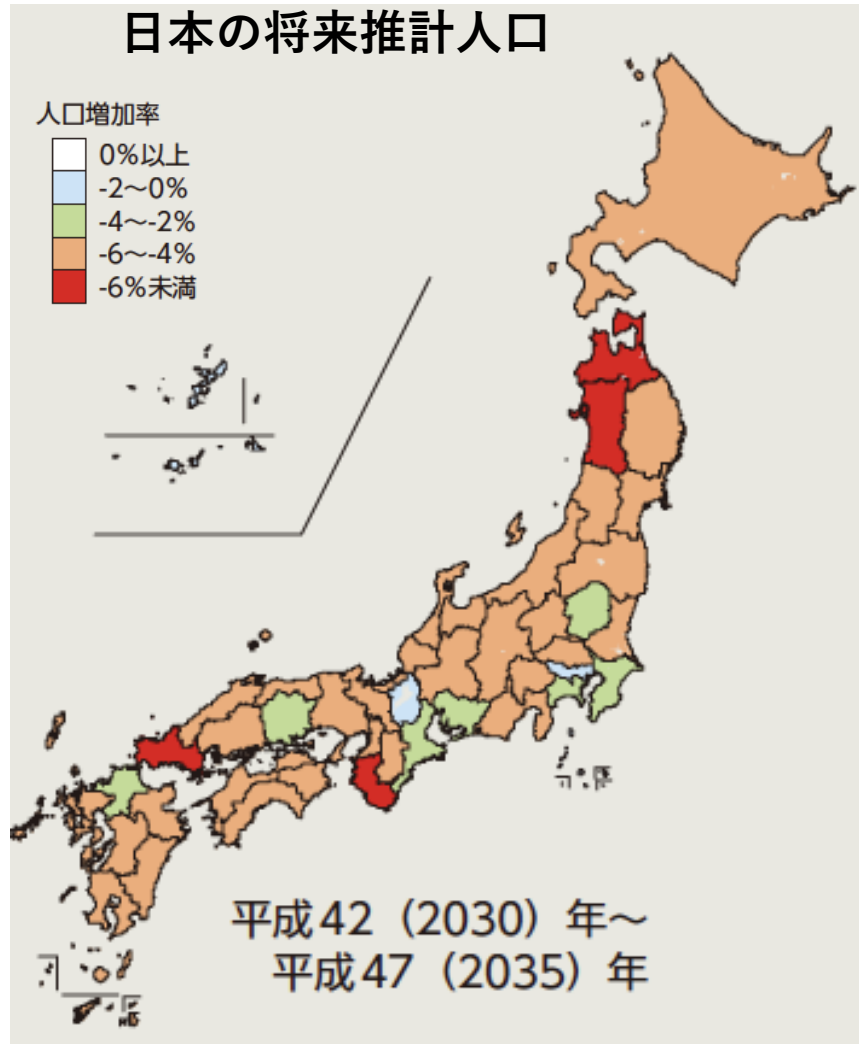 日本の将来推計人口
人口増加率
0%以上
-2〜0%
-4〜-2%
-6〜-4%
-6%未満
平成42（2030）年〜
平成47（2035）年